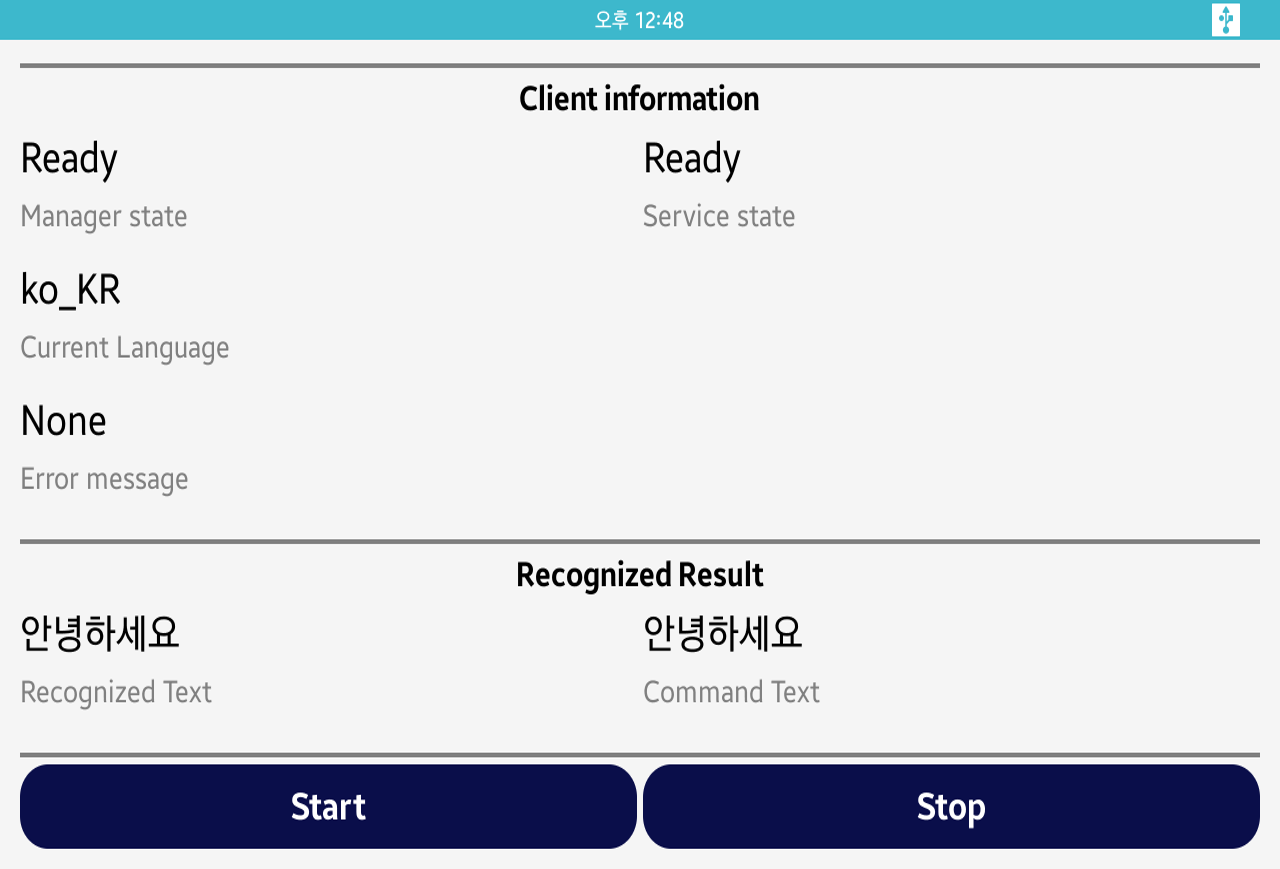 오후 12:48
Client information
Ready
Ready
Manager state
Service state
ko_KR
Current Language
None
Error message
Recognized Result
안녕하세요
안녕하세요
Recognized Text
Command Text
Start
Stop